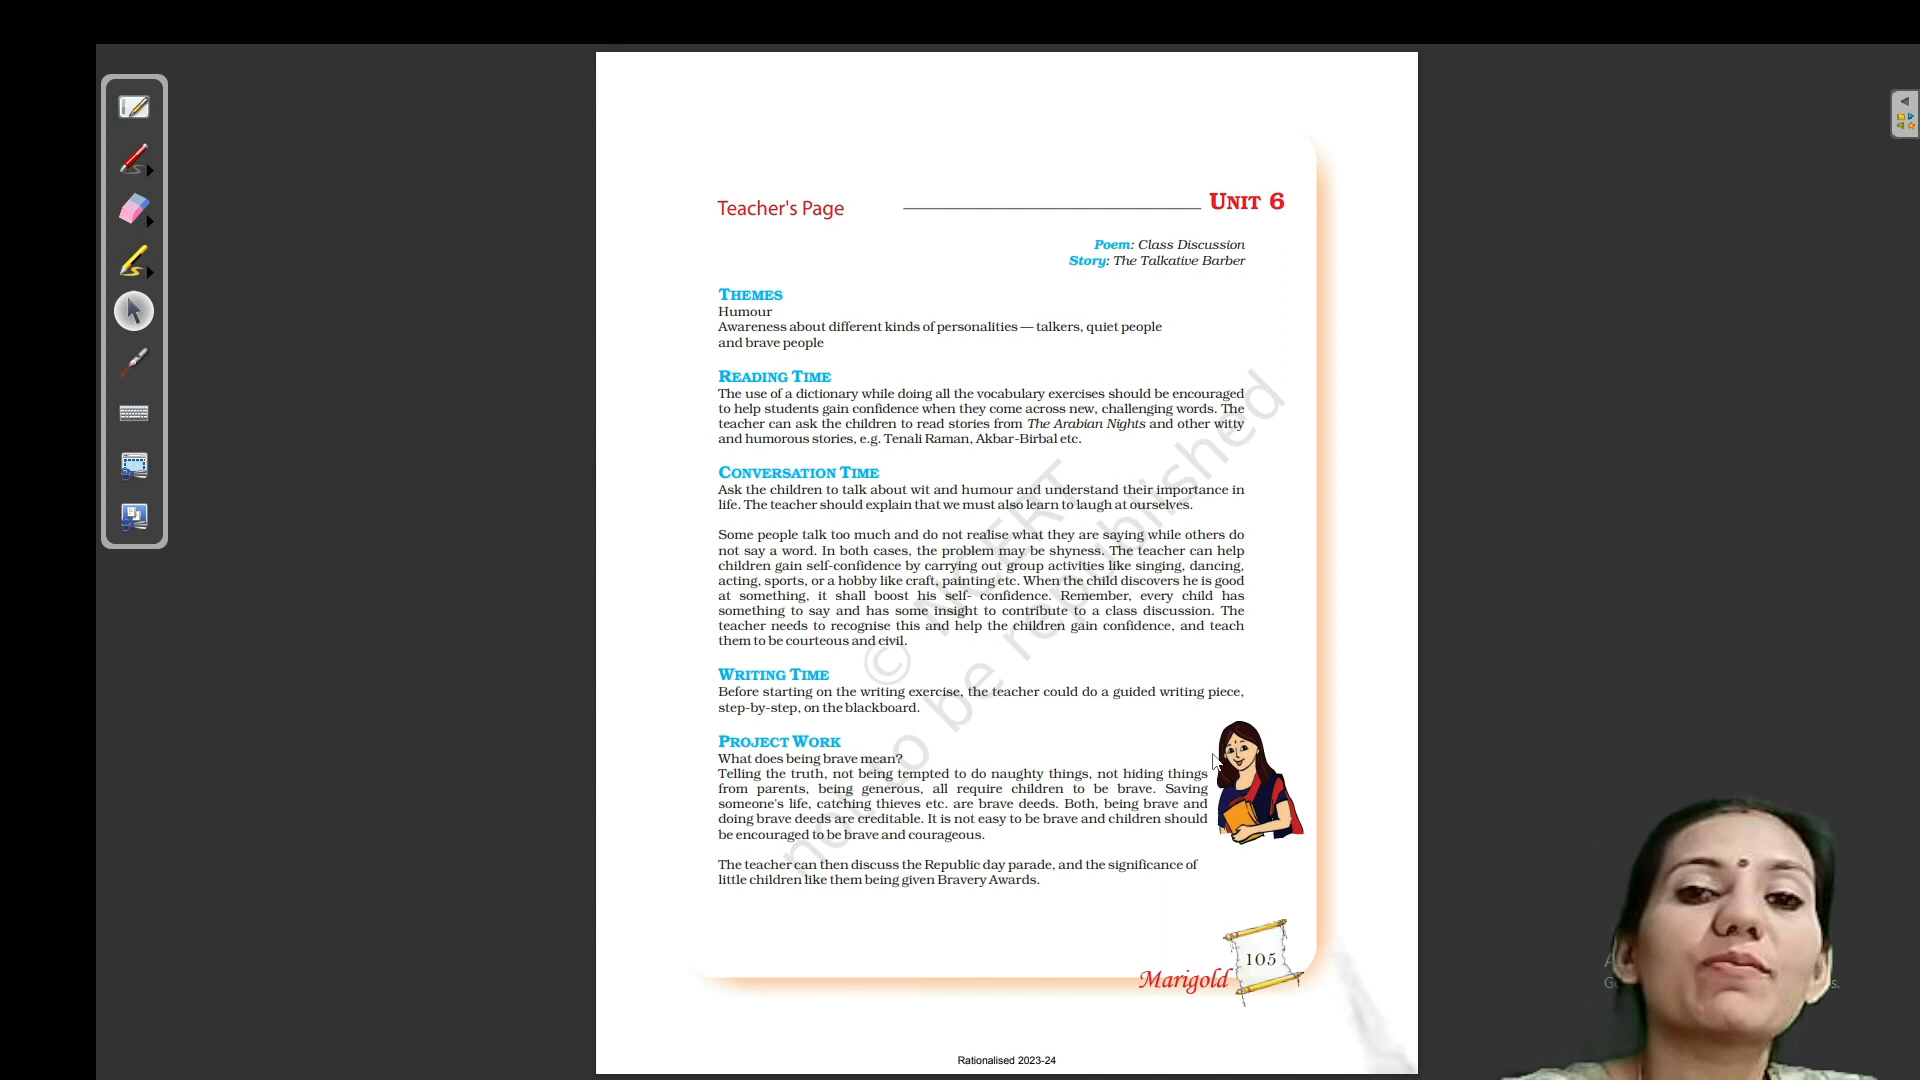 Teacher's Page
UNIT 6
Poem: Class Discussion
Story: The Talkative Barber
THEMES
Humour
Awareness about different kinds of personalities — talkers, quiet people
and brave people
READING TIME
The use of a dictionary while doing all the vocabulary exercises should be encouraged
to help students gain confidence when they come across new, challenging words. The
teacher can ask the children to read stories from The Arabian Nights and other witty
and humorous stories, e.g. Tenali Raman, Akbar-Birbal etc.
CONVERSATION TIME
Ask the children to talk about wit and humour and understand their importance in
life. The teacher should explain that we must also learn to laugh at ourselves.
Some people talk too much and do not realise what they are saying while others do
not say a word. In both cases, the problem may be shyness. The teacher can help
children gain self-confidence by carrying out group activities like singing, dancing,
acting, sports, or a hobby like craft, painting etc. When the child discovers he is good
at something, it shall boost his self- confidence. Remember, every child has
something to say and has some insight to contribute to a class discussion. The
teacher needs to recognise this and help the children gain confidence, and teach
them to be courteous and civil.
WRITING TIME
Before starting on the writing exercise, the teacher could do a guided writing piece,
step-by-step, on the blackboard.
PROJECT WORK
What does being brave mean?
Telling the truth, not being tempted to do naughty things, not hiding things
from parents, being generous, all require children to be brave. Saving
someone's life, catching thieves etc. are brave deeds. Both, being brave and
doing brave deeds are creditable. It is not easy to be brave and children should
be encouraged to be brave and courageous.
The teacher can then discuss the Republic day parade, and the significance of
little children like them being given Bravery Awards.
© NCERT
not to be republished
Marigold
105
Rationalised 2023-24